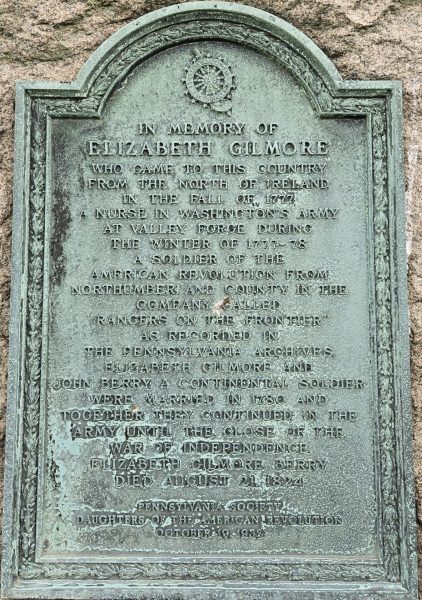 IN MEMORY OF
ELIZABETH GILMORE
WHO CAME TO THIS COUNTRY
FROM THE NORTH OF IRELAND
IN THE FALL OF 1777
A NURSE IN WASHINGTON'S ARMY
AT VALLEY FORGE DURING
THE WINTER OF 1777-78
A SOLDIER OF THE
AMERICAN REVOLUTION FROM
NORTHUMBERLAND COUNTY IN THE
COMPANY CALLED
"RANGERS ON THE FRONTIER"
AS RECORDED IN
THE PENNSYLVANIA ARCHIVES.
ELIZABETH GILMORE AND
JOHN BERRY A CONTINENTAL SOLDIER
WERE MARRIED IN 1780 AND
TOGETHER THEY CONTINUED IN THE
ARMY UNTIL THE CLOSE OF THE
WAR OF INDEPENDENCE
ELIZABETH GILMORE BERRY
DIED AUGUST 21, 1824
PENNSYLVANIA SOCIETY
DAUGHTERS OF THE AMERICAN REVOLUTION
OCTOBER